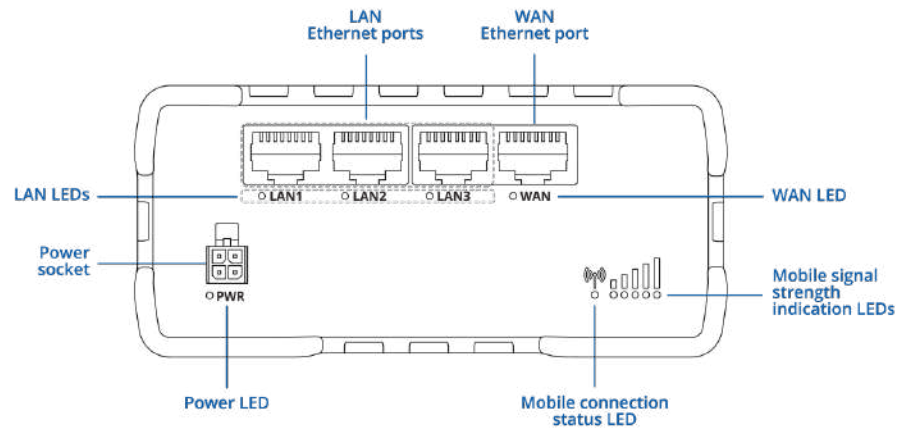 LAN
Ethernet ports
WAN
Ethernet port
LAN LEDs
LAN1
LAN2
LAN3
WAN
WAN LED
Power
socket
PWR
Mobile signal
strength
indication LEDs
Power LED
Mobile connection
status LED